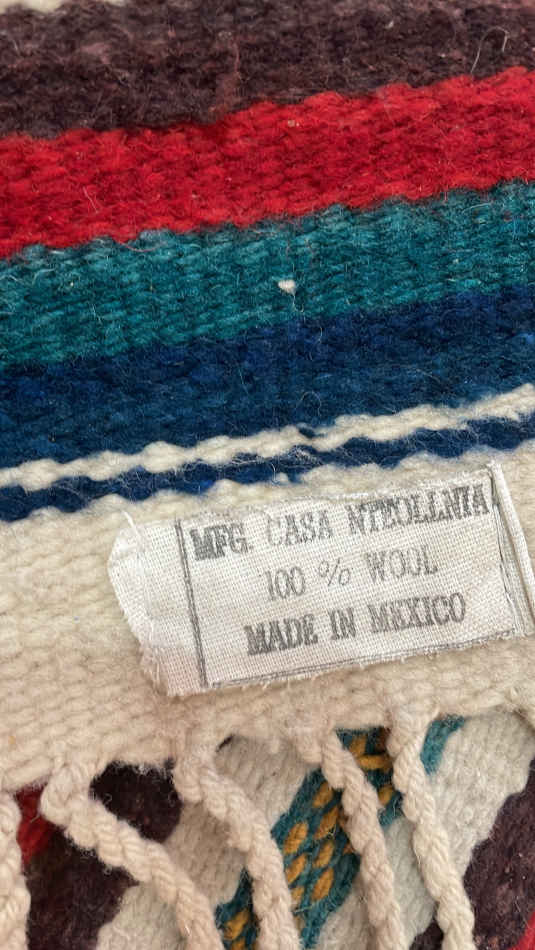 MFG. CASA NTEOLLNIA
100 % WOOL
MADE IN MEXICO